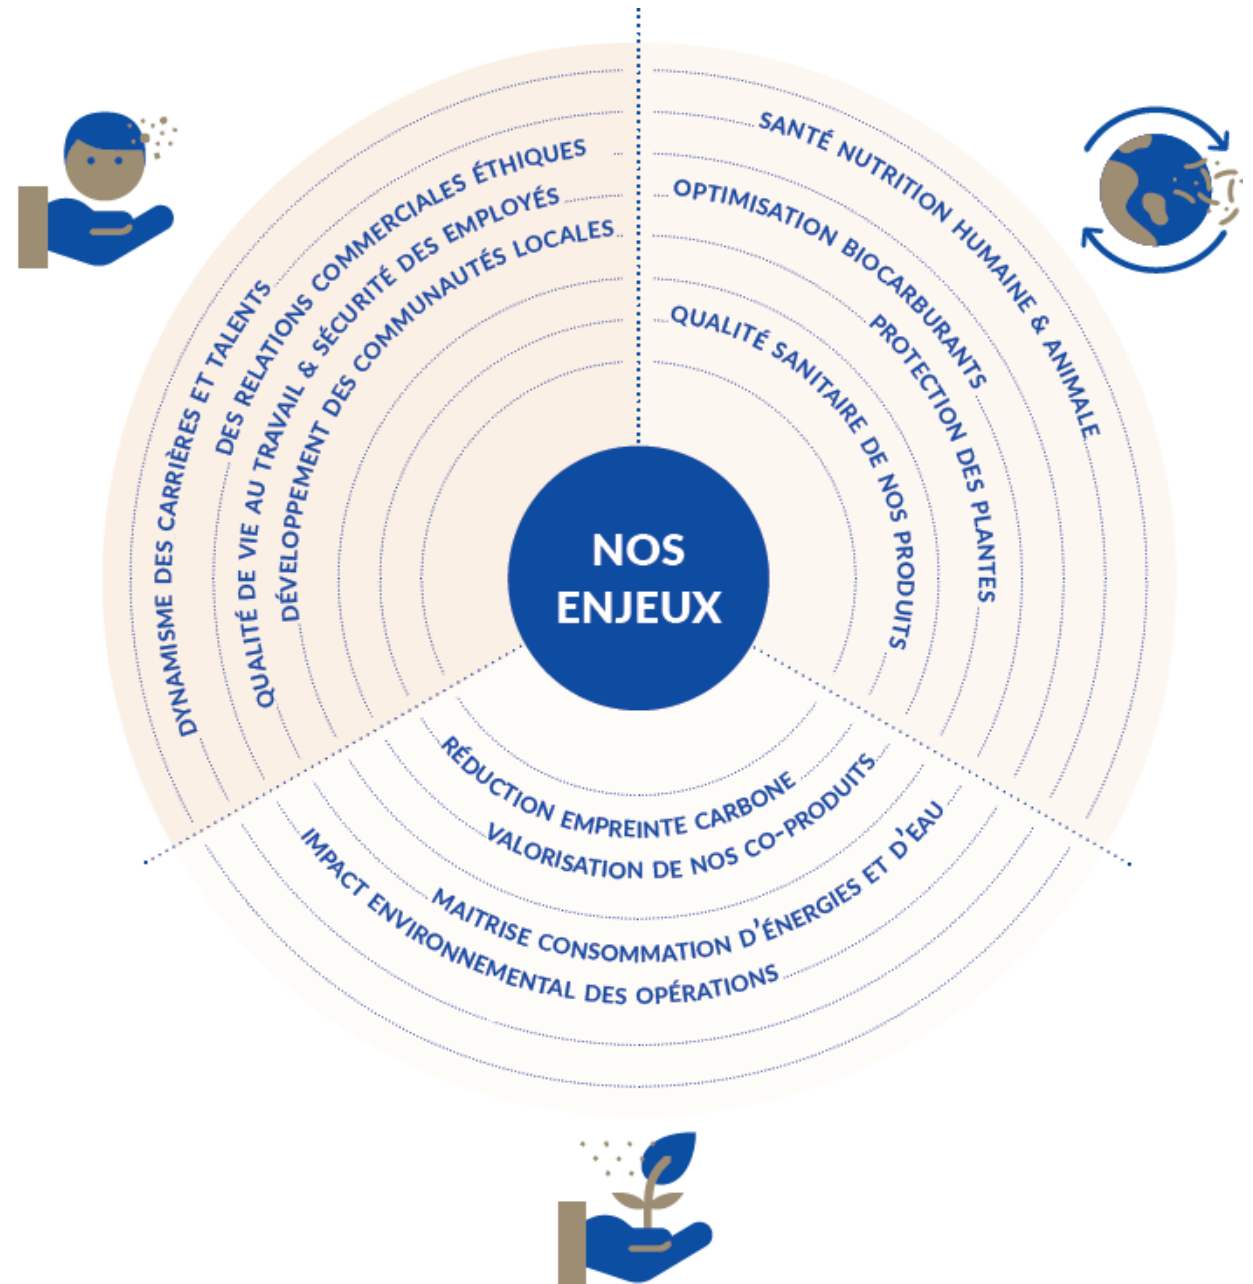 SANTÉ NUTRITION HUMAINE & ANIMALE
OPTIMISATION BIOCARBURANTS
PROTECTION DES PLANTES
QUALITÉ SANITAIRE DE NOS PRODUITS
DYNAMISME DES CARRIÈRES ET TALENTS
DES RELATIONS COMMERCIALES ÉTHIQUES
QUALITÉ DE VIE AU TRAVAIL & SÉCURITÉ DES EMPLOYÉS
DÉVELOPPEMENT DES COMMUNAUTÉS LOCALES
NOS
ENJEUX
RÉDUCTION EMPREINTE CARBONE
VALORISATION DE NOS CO-PRODUITS
MAITRISE CONSOMMATION D'ÉNERGIES ET D'EAU
IMPACT ENVIRONNEMENTAL DES OPÉRATIONS